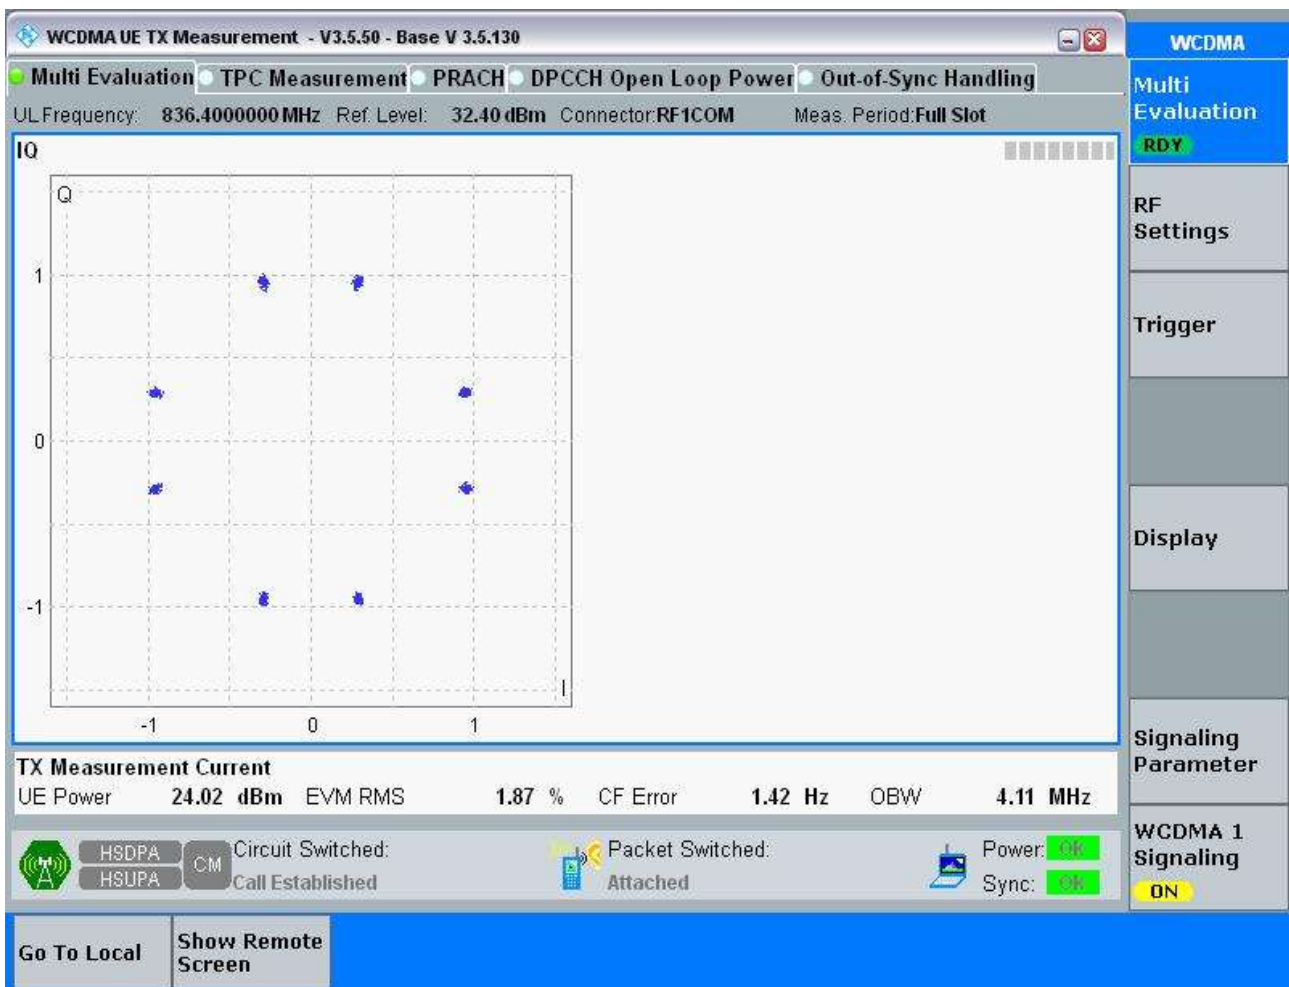 WCDMA UE TX Measurement - V3.5.50 - Base V 3.5.130
WCDMA
Multi Evaluation TPC Measurement PRACH DPCCH Open Loop Power Out-of-Sync Handling
Multi
Evaluation
RDY
UL Frequency: 836.4000000 MHz Ref. Level: 32.40 dBm Connector:RF1COM Meas. Period:Full Slot
IQ
Q
1
0
-1
I
-1 0 1
RF
Settings
Trigger
Display
Signaling
Parameter
TX Measurement Current
UE Power 24.02 dBm EVM RMS 1.87 % CF Error 1.42 Hz OBW 4.11 MHz
HSDPA
HSUPA
CM
Circuit Switched:
Call Established
Packet Switched:
Attached
Power: Ok
Sync: Ok
WCDMA 1
Signaling
ON
Go To Local
Show Remote
Screen